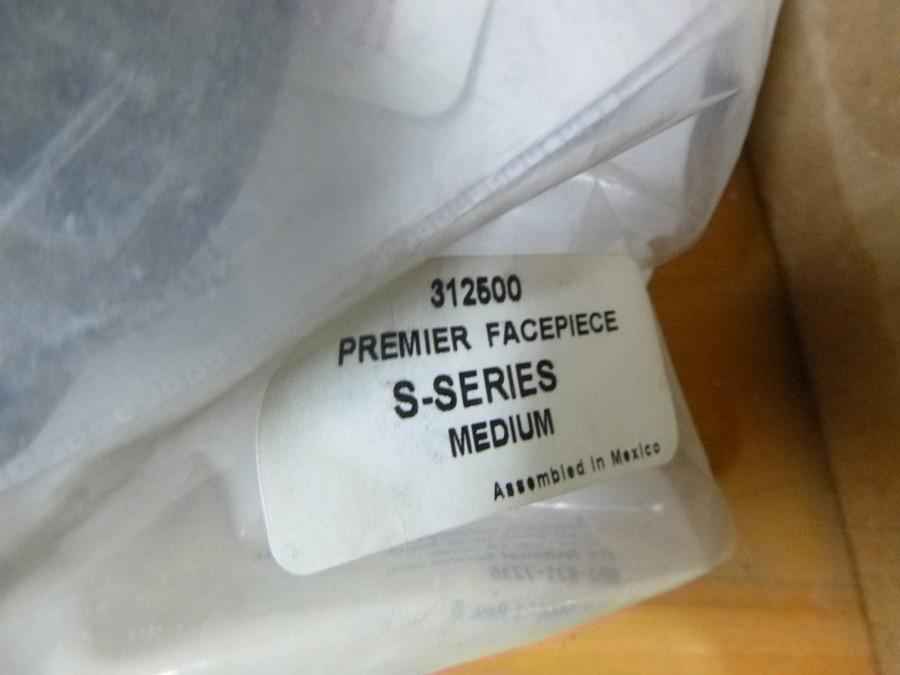 312500
PREMIER FACEPIECE
S-SERIES
MEDIUM
Assembled in Mexico